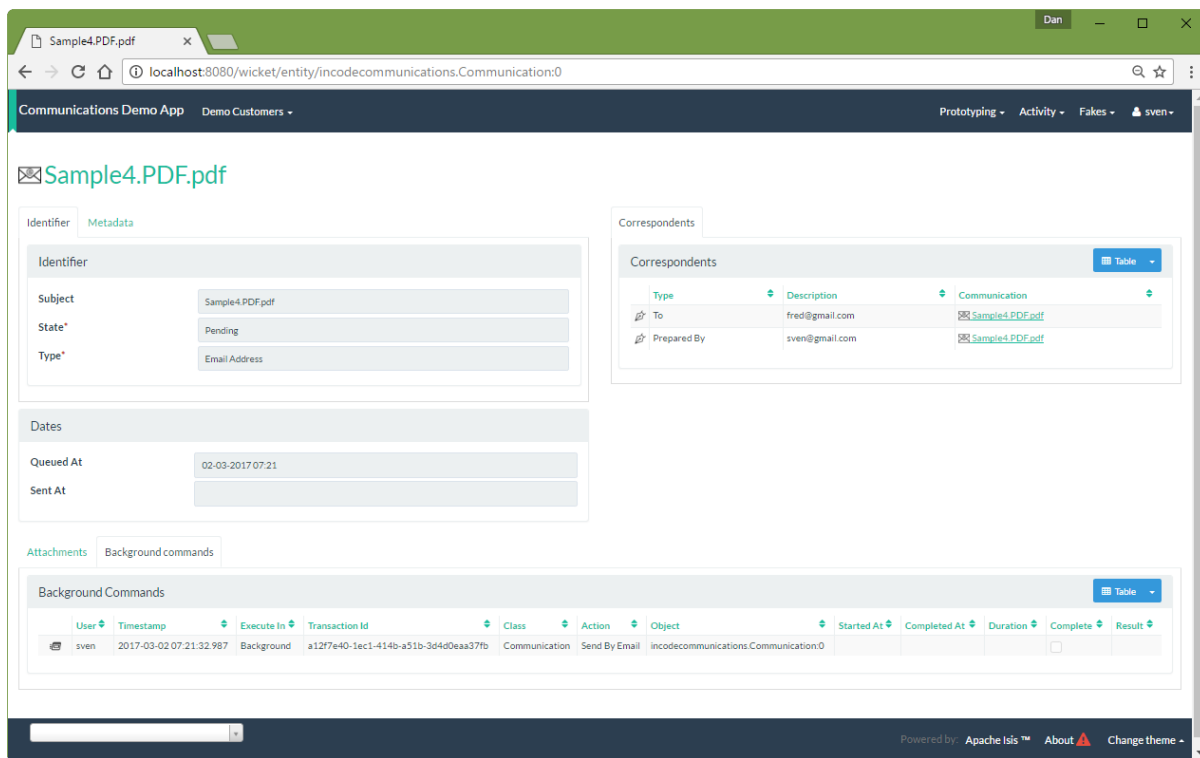 Dan
Sample4.PDF.pdf
localhost:8080/wicket/entity/incodecommunications.Communication:0
Communications Demo App Demo Customers Prototyping Activity Fakes sven
Sample4.PDF.pdf
Identifier Metadata
Identifier
Subject Sample4.PDF.pdf
State* Pending
Type* Email Address
Correspondents
Correspondents Table
Type Description Communication
To fred@gmail.com Sample4.PDF.pdf
Prepared By sven@gmail.com Sample4.PDF.pdf
Dates
Queued At 02-03-2017 07:21
Sent At
Attachments Background commands
Background Commands Table
User Timestamp Execute In Transaction Id Class Action Object Started At Completed At Duration Complete Result
sven 2017-03-02 07:21:32.987 Background a12f7e40-1ec1-414b-a51b-3d4d0eaa37fb Communication Send By Email incodecommunications.Communication:0
Powered by: Apache Isis ™ About Change theme